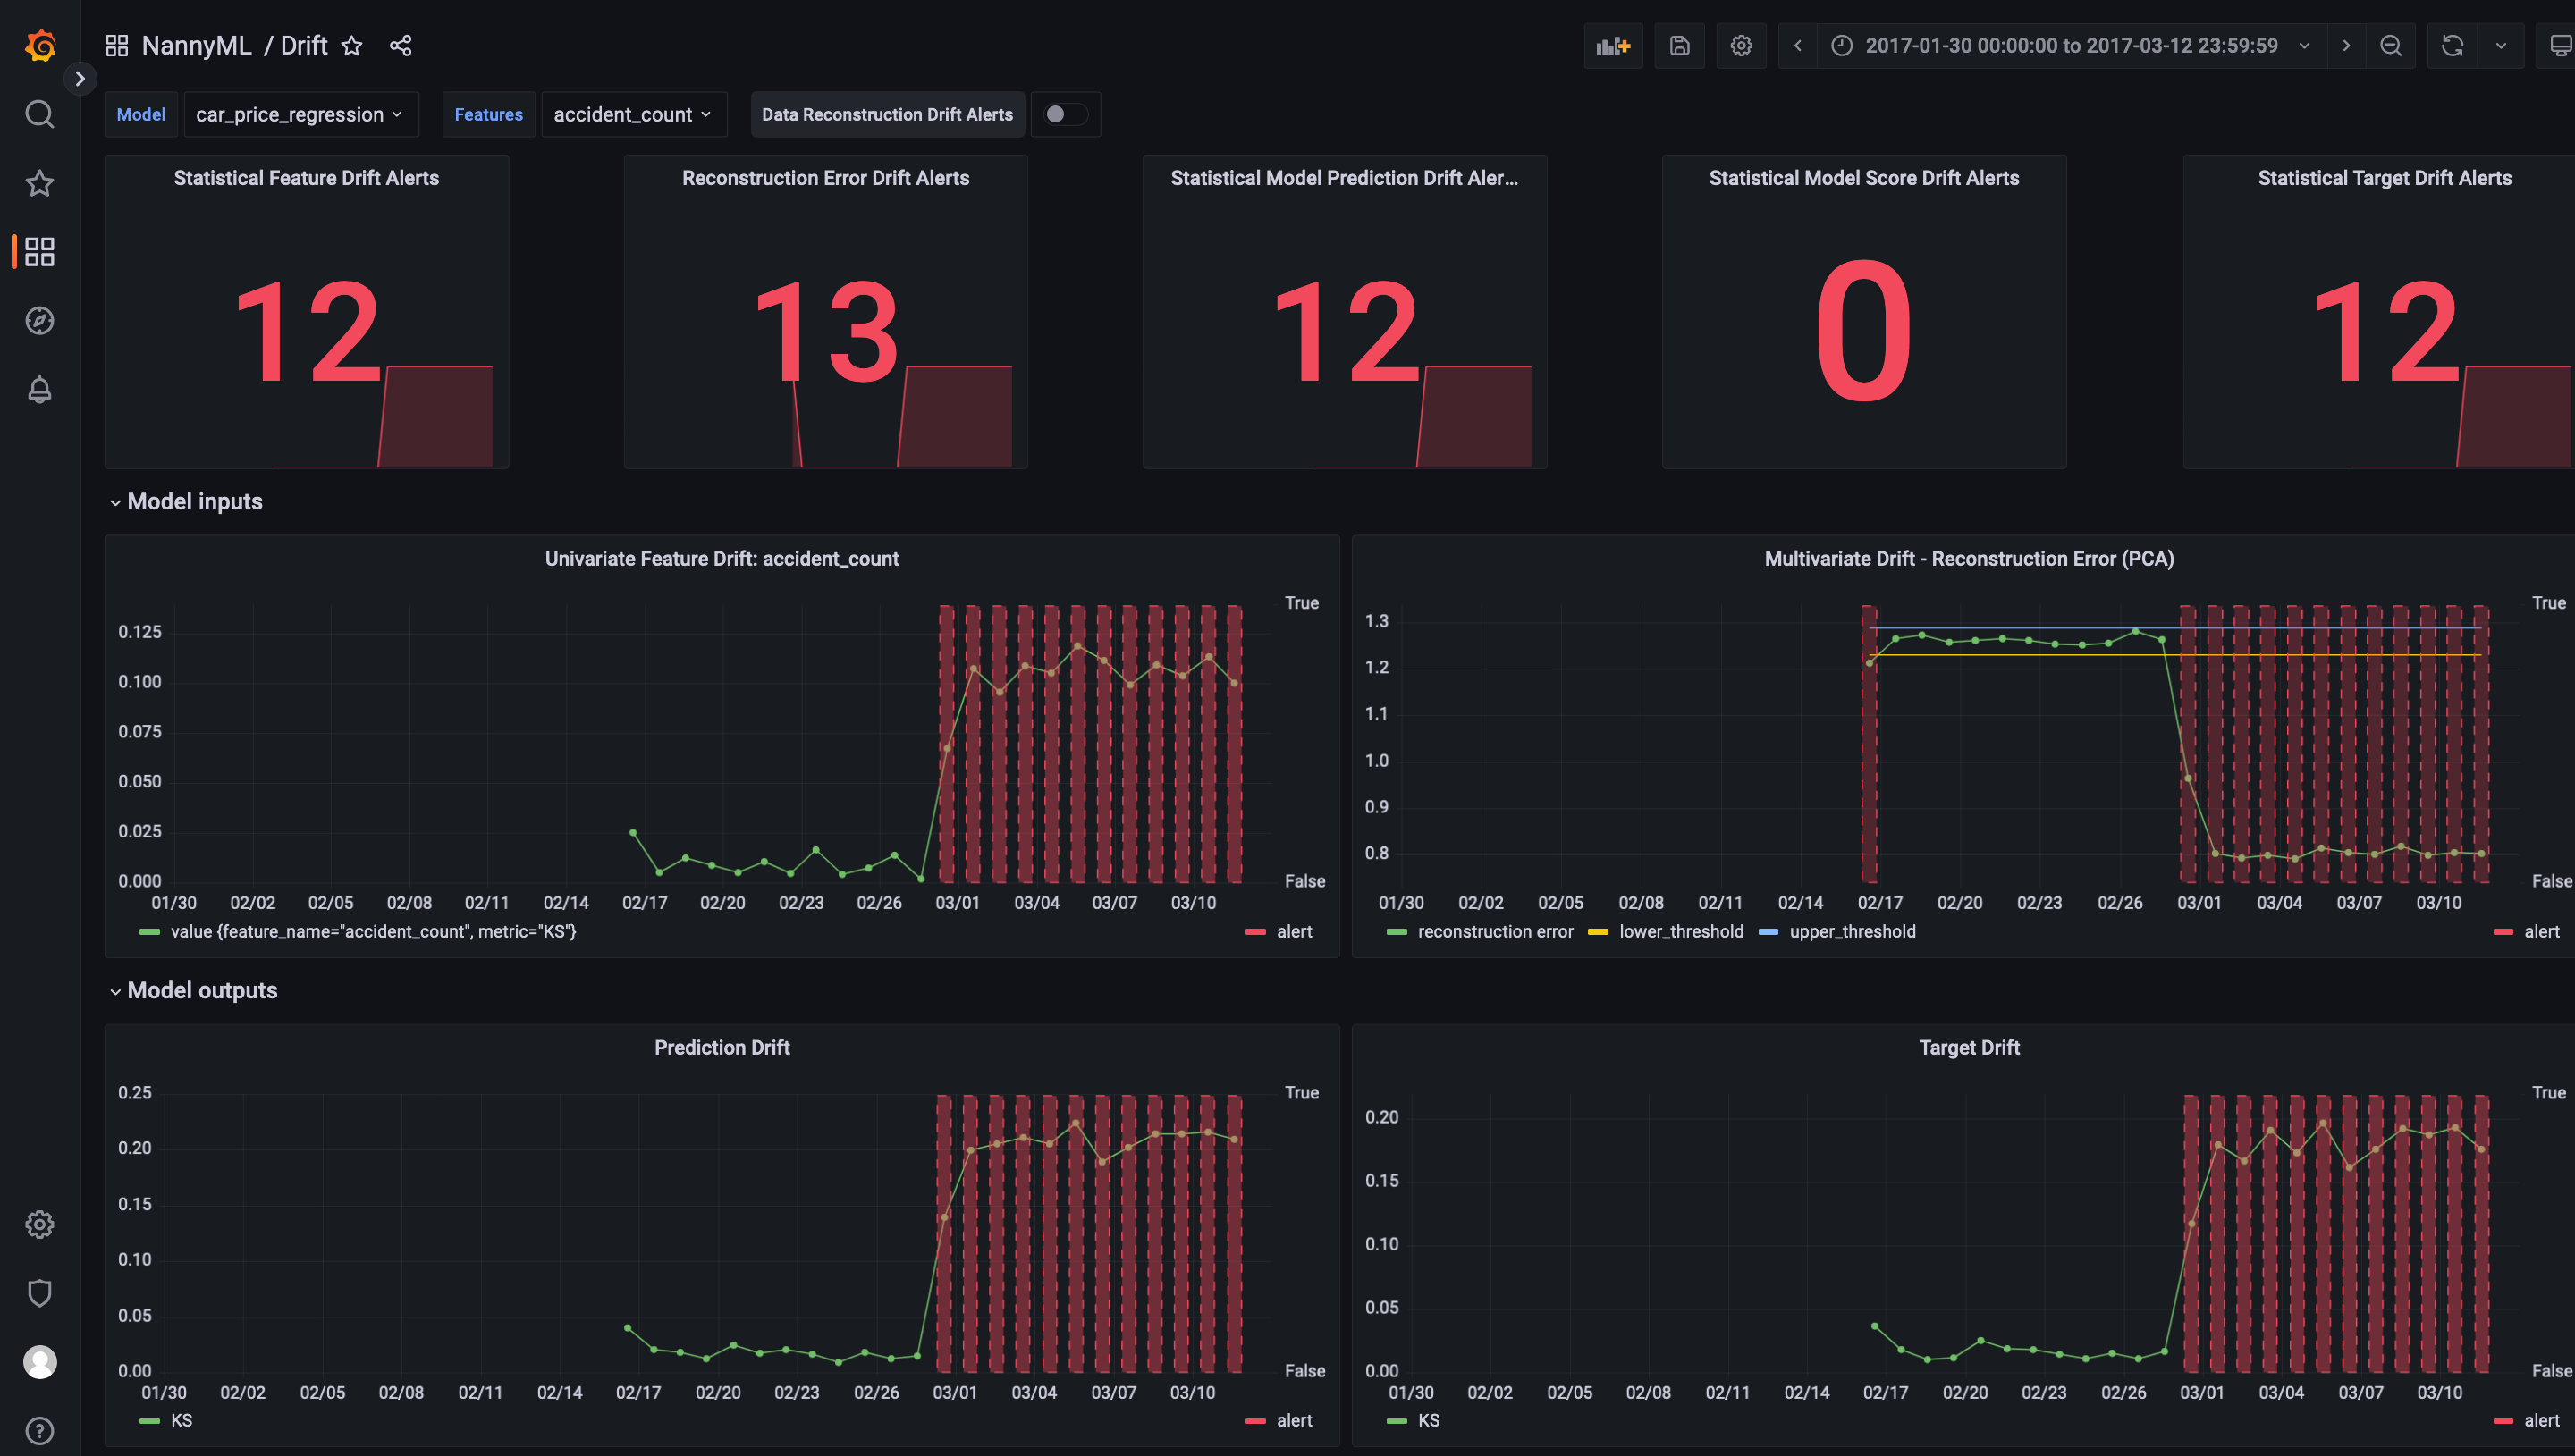 NannyML / Drift
2017-01-30 00:00:00 to 2017-03-12 23:59:59
Model car_price_regression Features accident_count Data Reconstruction Drift Alerts
Statistical Feature Drift Alerts
12
Reconstruction Error Drift Alerts
13
Statistical Model Prediction Drift Aler...
12
Statistical Model Score Drift Alerts
0
Statistical Target Drift Alerts
12
Model inputs
Univariate Feature Drift: accident_count
True
0.125
0.100
0.075
0.050
0.025
0.000
False
01/30 02/02 02/05 02/08 02/11 02/14 02/17 02/20 02/23 02/26 03/01 03/04 03/07 03/10
value {feature_name="accident_count", metric="KS"} alert
Multivariate Drift - Reconstruction Error (PCA)
True
1.3
1.2
1.1
1.0
0.9
0.8
False
01/30 02/02 02/05 02/08 02/11 02/14 02/17 02/20 02/23 02/26 03/01 03/04 03/07 03/10
reconstruction error lower_threshold upper_threshold alert
Model outputs
Prediction Drift
0.25 True
0.20
0.15
0.10
0.05
0.00 False
01/30 02/02 02/05 02/08 02/11 02/14 02/17 02/20 02/23 02/26 03/01 03/04 03/07 03/10
KS alert
Target Drift
True
0.20
0.15
0.10
0.05
0.00 False
01/30 02/02 02/05 02/08 02/11 02/14 02/17 02/20 02/23 02/26 03/01 03/04 03/07 03/10
KS alert